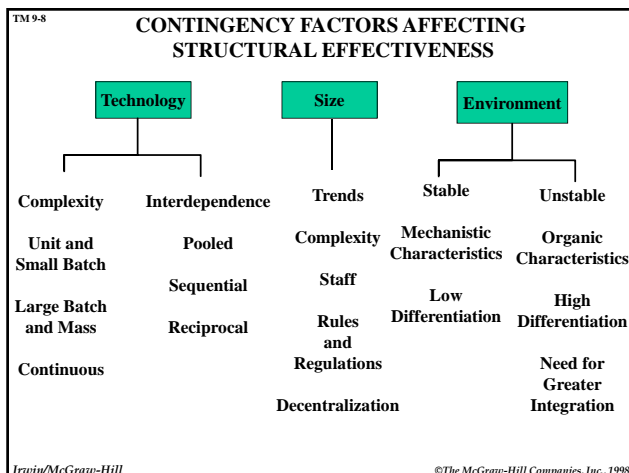 TM 9-8
CONTINGENCY FACTORS AFFECTING
STRUCTURAL EFFECTIVENESS
Technology
Size
Environment
Complexity
Unit and
Small Batch
Large Batch
and Mass
Continuous
Interdependence
Pooled
Sequential
Reciprocal
Trends
Complexity
Staff
Rules
and
Regulations
Decentralization
Stable
Mechanistic
Characteristics
Low
Differentiation
Unstable
Organic
Characteristics
High
Differentiation
Need for
Greater
Integration
Irwin/McGraw-Hill
©The McGraw-Hill Companies, Inc., 1998